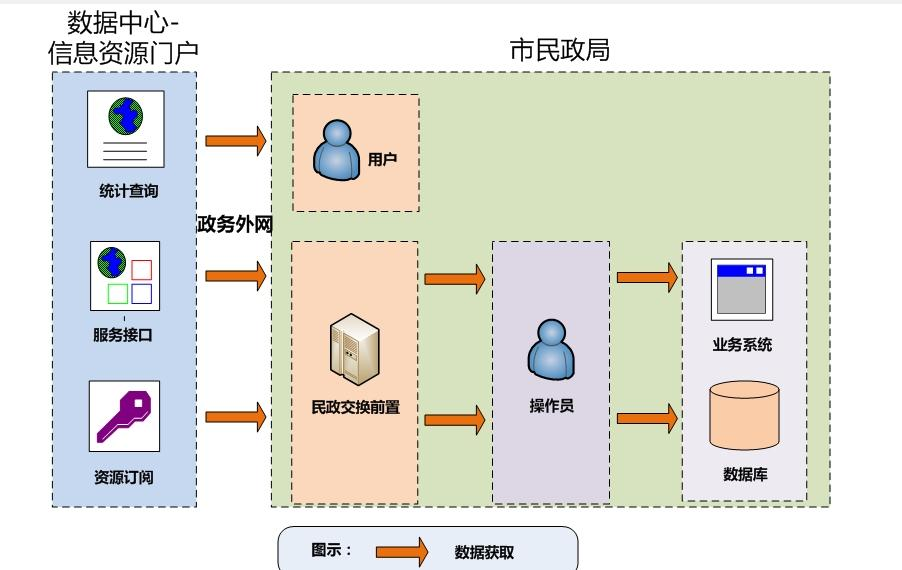 数据中心-
信息资源门户
市民政局
统计查询
用户
政务外网
服务接口
业务系统
民政交换前置
操作员
资源订阅
数据库
图示：
数据获取